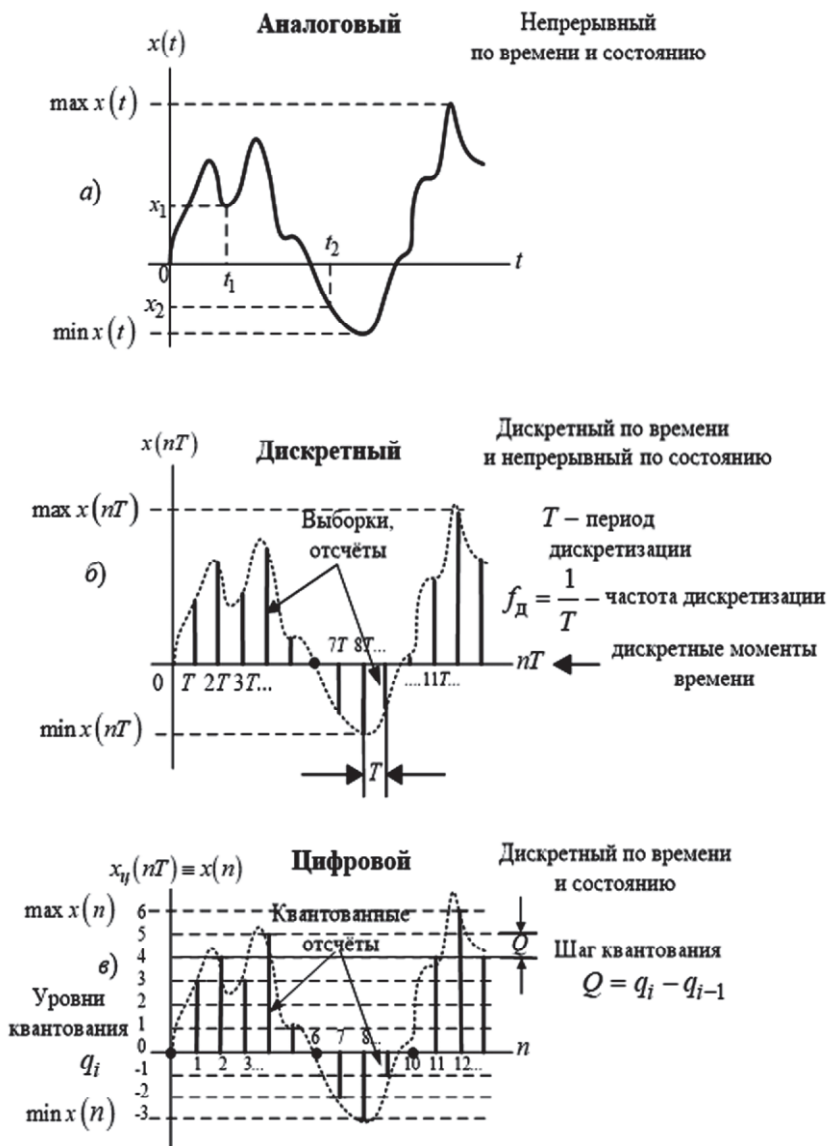 Аналоговый
Непрерывный
по времени и состоянию
x(t)
max x(t)
а)
x₁
t₂
t
0
t₁
x₂
min x(t)
x(nT)
Дискретный
Дискретный по времени
и непрерывный по состоянию
max x(nT)
Выборки,
отсчёты
T – период
дискретизации
б)
f_д = 1/T – частота дискретизации
7T 8T...
nT
дискретные моменты
времени
0 T 2T 3T... ....11T...
min x(nT)
T
x_ц(nT) ≡ x(n)
Цифровой
Дискретный по времени
и состоянию
max x(n)
6
Квантованные
отсчёты
5
Q
4
Шаг квантования
Q = qᵢ – qᵢ₋₁
в)
3
Уровни
квантования
2
1
6 7 8...
0
n
1 2 3... 10 11 12...
qᵢ
-1
-2
-3
min x(n)